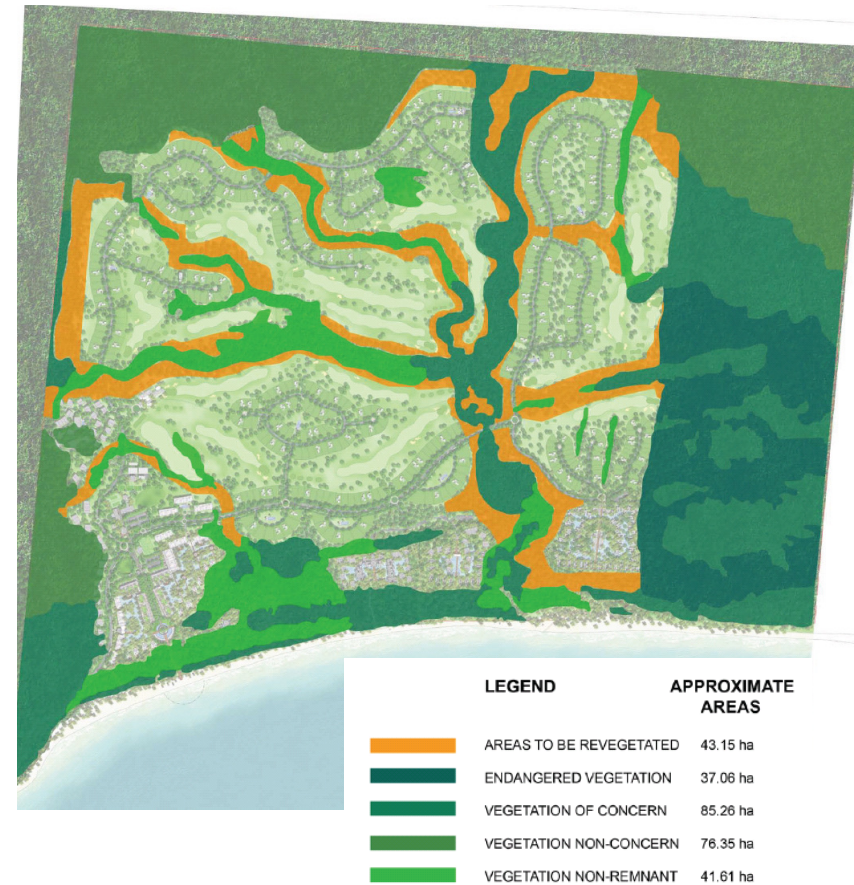 LEGEND APPROXIMATE AREAS
AREAS TO BE REVEGETATED 43.15 ha
ENDANGERED VEGETATION 37.06 ha
VEGETATION OF CONCERN 85.26 ha
VEGETATION NON-CONCERN 76.35 ha
VEGETATION NON-REMNANT 41.61 ha